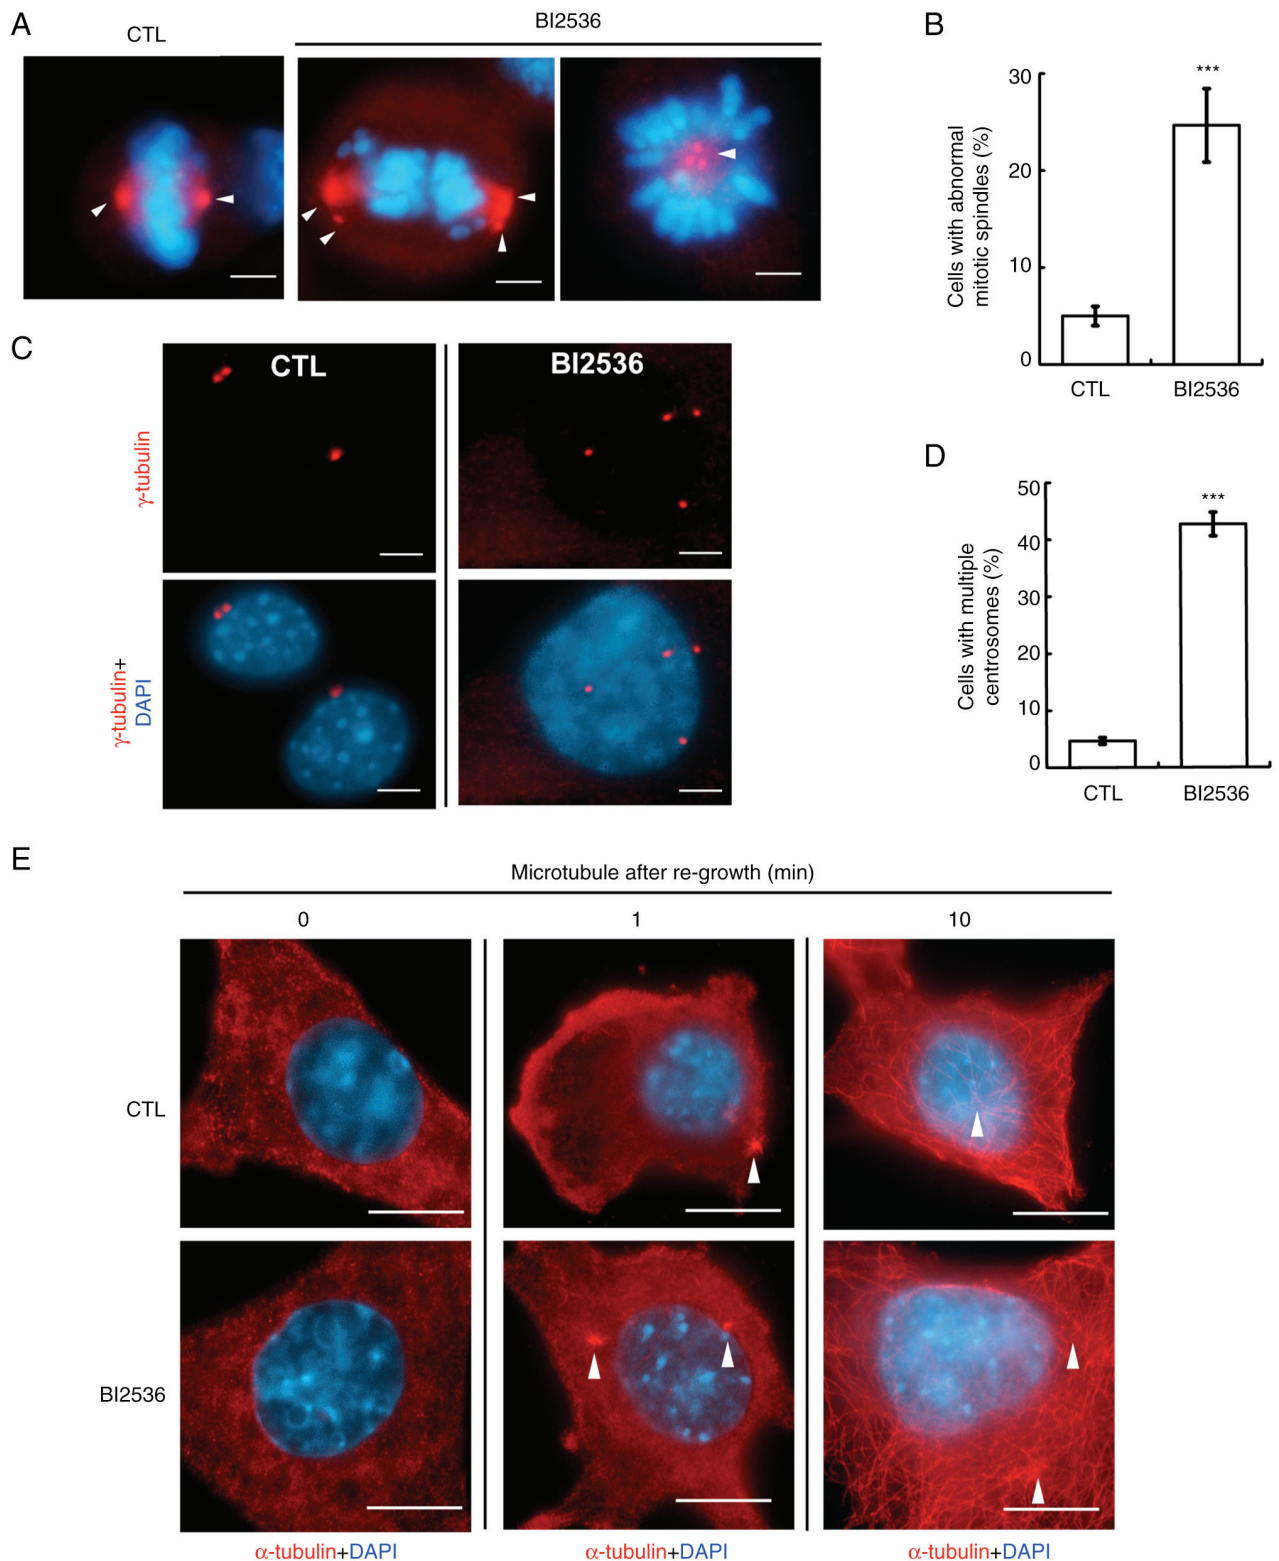 A
CTL
BI2536
B
30
20
10
0
Cells with abnormal
mitotic spindles (%)
***
CTL
BI2536
C
CTL
BI2536
γ-tubulin
γ-tubulin+
DAPI
D
50
40
30
20
10
0
Cells with multiple
centrosomes (%)
***
CTL
BI2536
E
Microtubule after re-growth (min)
0
1
10
CTL
BI2536
α-tubulin+DAPI
α-tubulin+DAPI
α-tubulin+DAPI